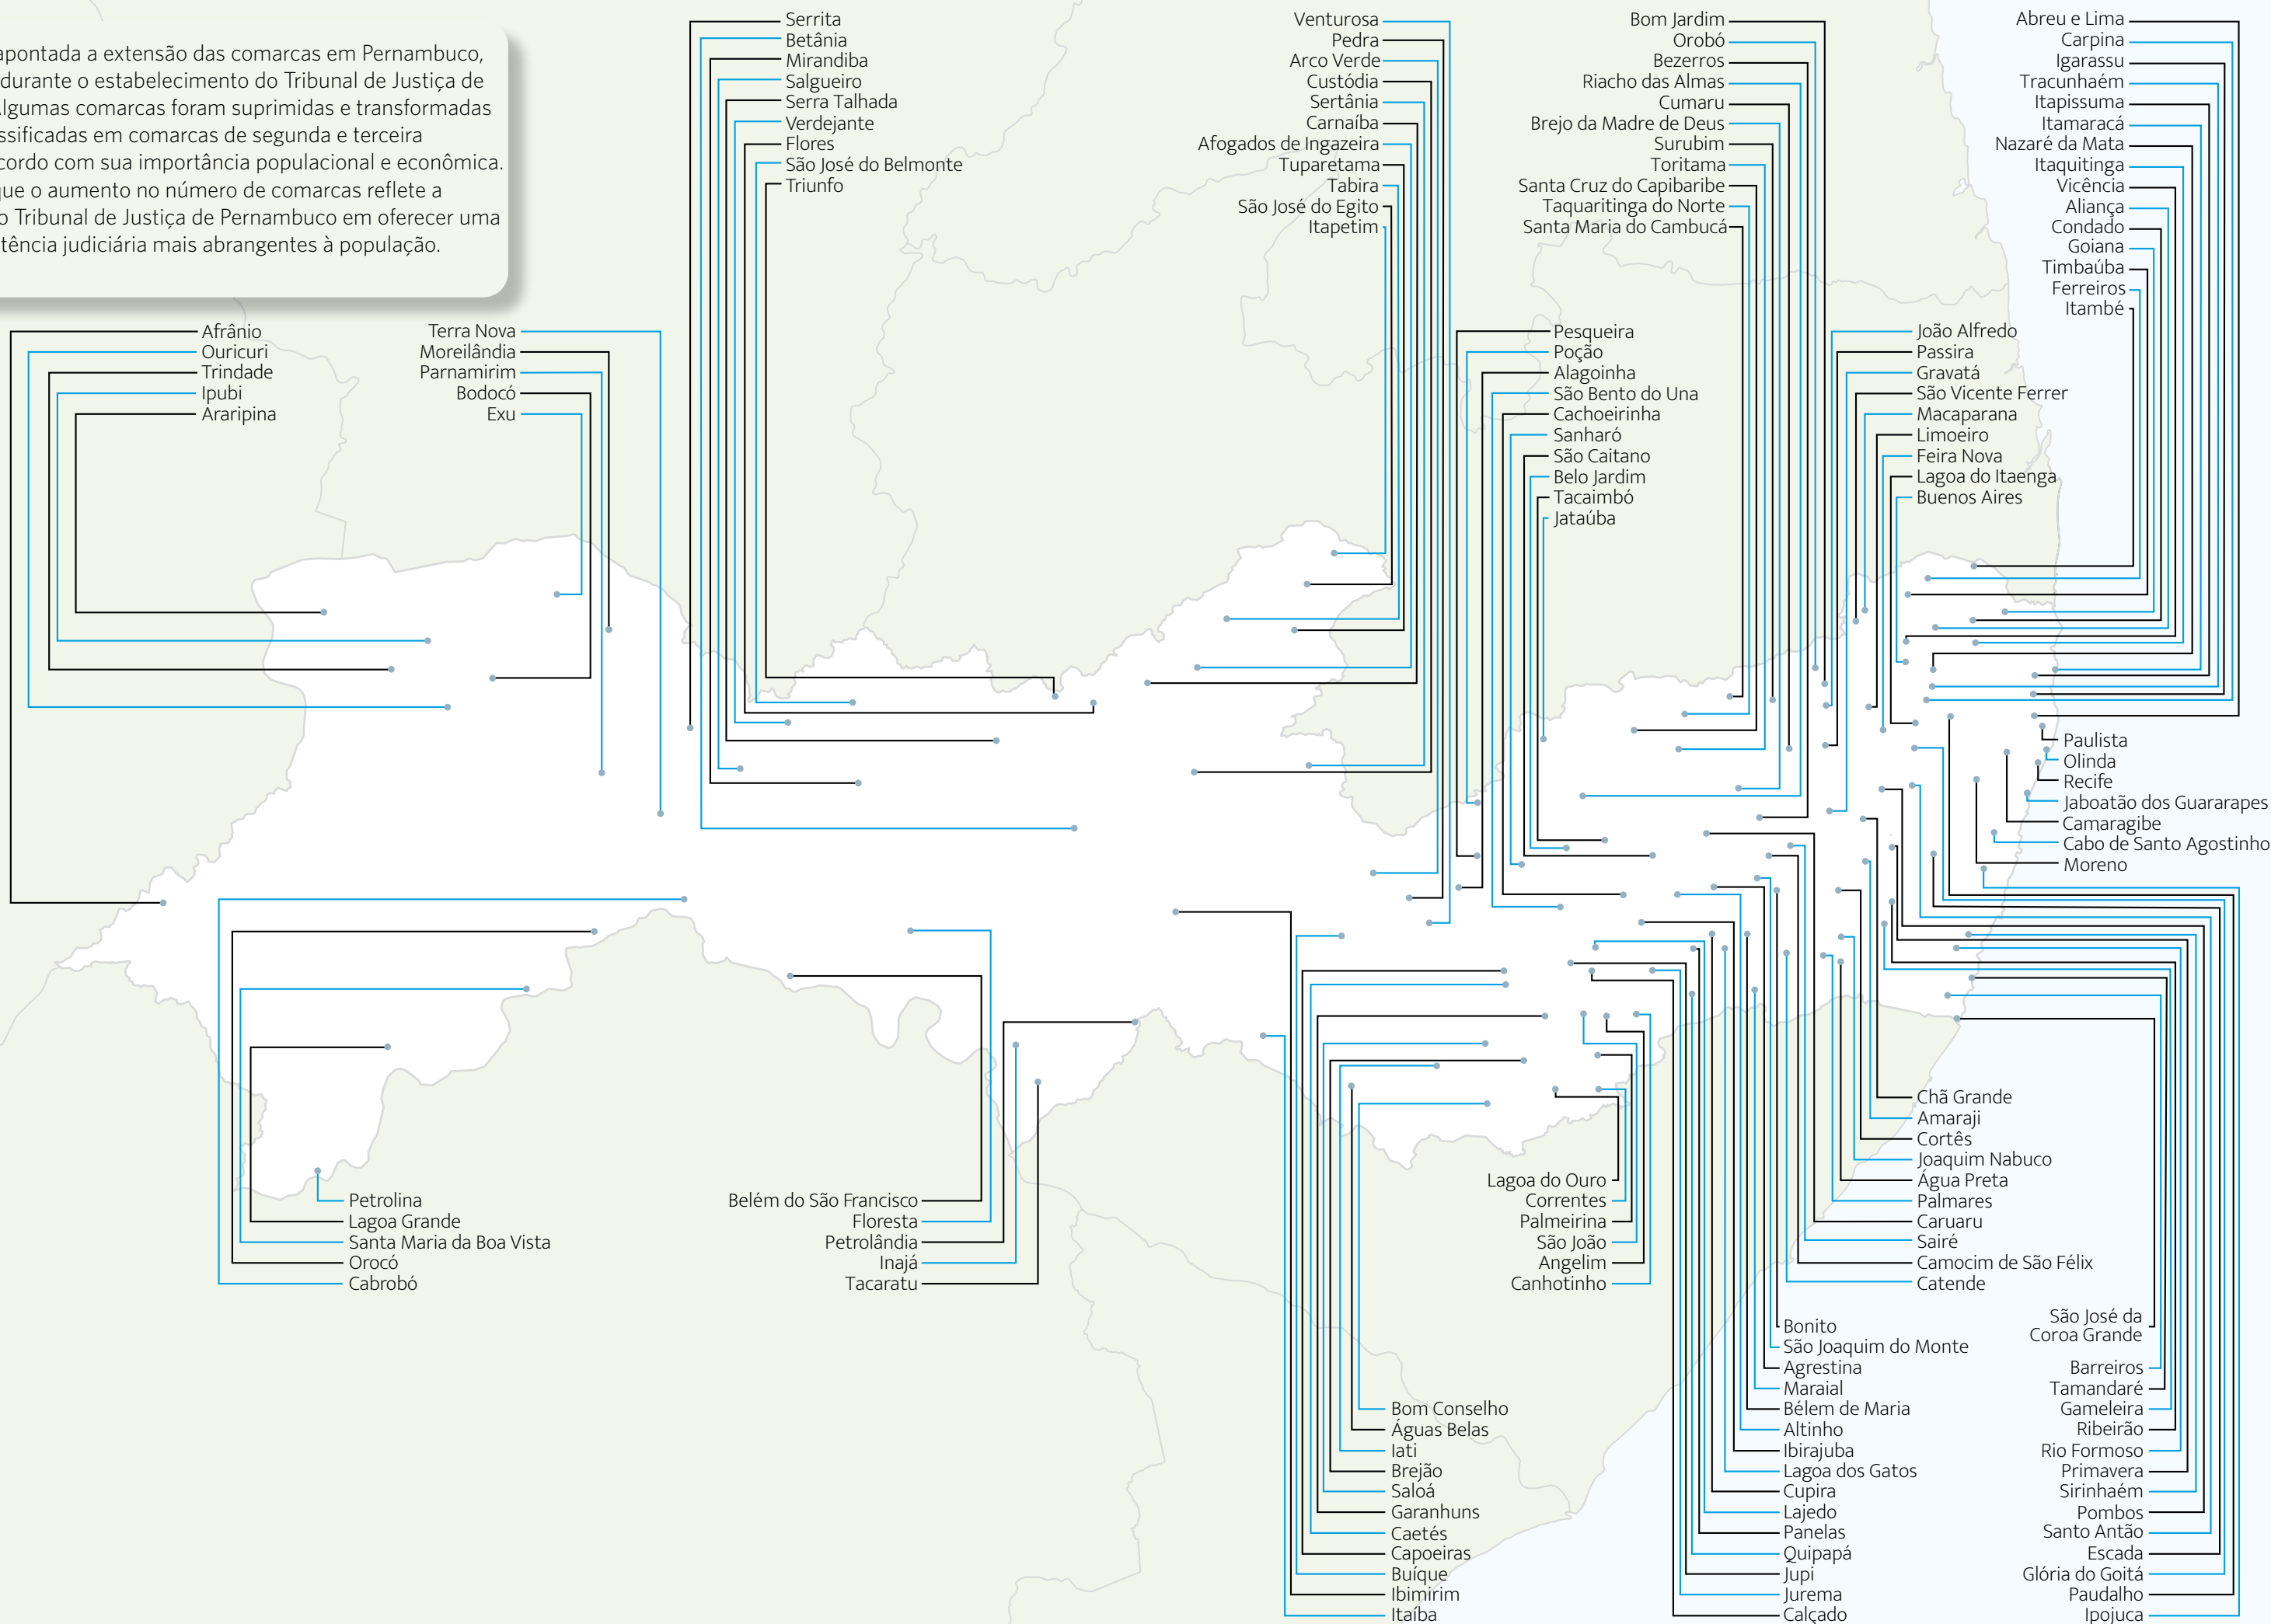 apontada a extensão das comarcas em Pernambuco,
durante o estabelecimento do Tribunal de Justiça de
lgumas comarcas foram suprimidas e transformadas
ssificadas em comarcas de segunda e terceira
cordo com sua importância populacional e econômica.
que o aumento no número de comarcas reflete a
o Tribunal de Justiça de Pernambuco em oferecer uma
tência judiciária mais abrangentes à população.
Afrânio
Ouricuri
Trindade
Ipubi
Araripina
Terra Nova
Moreilândia
Parnamirim
Bodocó
Exu
Serrita
Betânia
Mirandiba
Salgueiro
Serra Talhada
Verdejante
Flores
São José do Belmonte
Triunfo
Venturosa
Pedra
Arco Verde
Custódia
Sertânia
Carnaíba
Afogados de Ingazeira
Tuparetama
Tabira
São José do Egito
Itapetim
Bom Jardim
Orobó
Bezerros
Riacho das Almas
Cumaru
Brejo da Madre de Deus
Surubim
Toritama
Santa Cruz do Capibaribe
Taquaritinga do Norte
Santa Maria do Cambucá
Abreu e Lima
Carpina
Igarassu
Tracunhaém
Itapissuma
Itamaracá
Nazaré da Mata
Itaquitinga
Vicência
Aliança
Condado
Goiana
Timbaúba
Ferreiros
Itambé
Pesqueira
Poção
Alagoinha
São Bento do Una
Cachoeirinha
Sanharó
São Caitano
Belo Jardim
Tacaimbó
Jataúba
João Alfredo
Passira
Gravatá
São Vicente Ferrer
Macaparana
Limoeiro
Feira Nova
Lagoa do Itaenga
Buenos Aires
Paulista
Olinda
Recife
Jaboatão dos Guararapes
Camaragibe
Cabo de Santo Agostinho
Moreno
Petrolina
Lagoa Grande
Santa Maria da Boa Vista
Orocó
Cabrobó
Belém do São Francisco
Floresta
Petrolândia
Inajá
Tacaratu
Lagoa do Ouro
Correntes
Palmeirina
São João
Angelim
Canhotinho
Chã Grande
Amaraji
Cortês
Joaquim Nabuco
Água Preta
Palmares
Caruaru
Sairé
Camocim de São Félix
Catende
Bom Conselho
Águas Belas
Iati
Brejão
Saloá
Garanhuns
Caetés
Capoeiras
Buíque
Ibimirim
Itaíba
Bonito
São Joaquim do Monte
Agrestina
Maraial
Bélem de Maria
Altinho
Ibirajuba
Lagoa dos Gatos
Cupira
Lajedo
Panelas
Quipapá
Jupi
Jurema
Calçado
São José da
Coroa Grande
Barreiros
Tamandaré
Gameleira
Ribeirão
Rio Formoso
Primavera
Sirinhaém
Pombos
Santo Antão
Escada
Glória do Goitá
Paudalho
Ipojuca